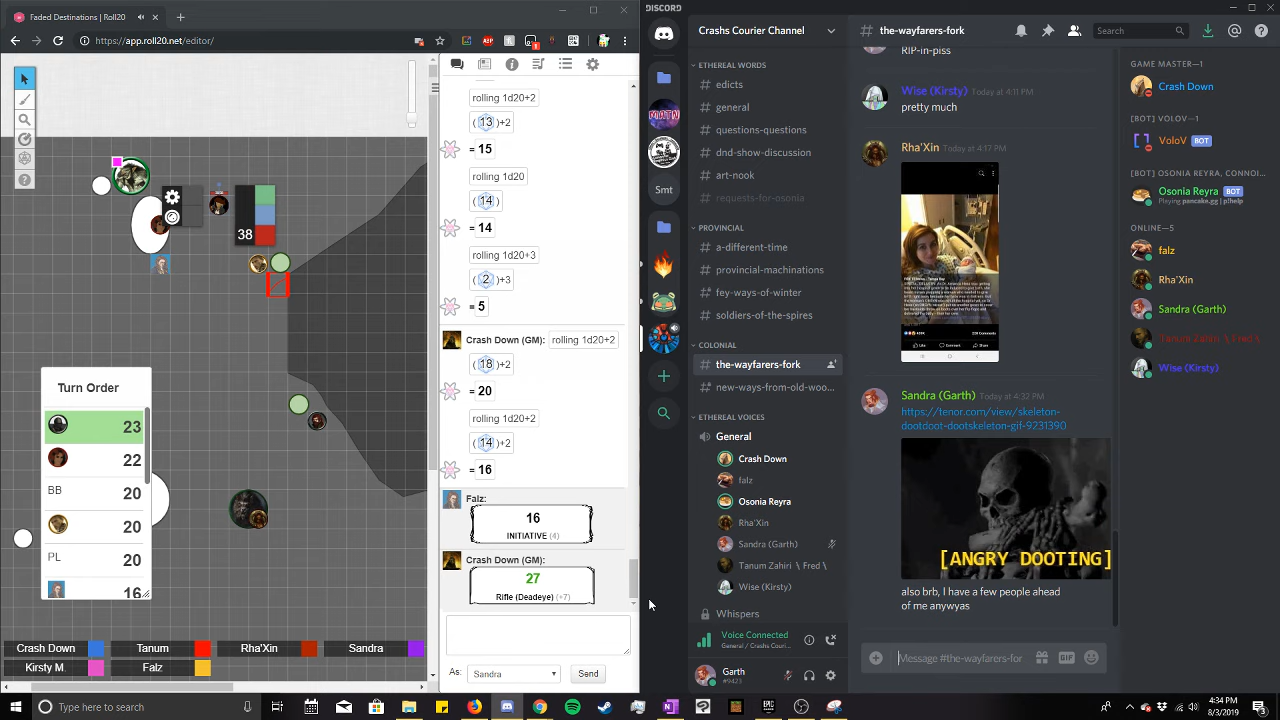 Faded Destinations | Roll20
https://app.roll20.net/editor/
rolling 1d20+2
(13)+2
= 15
rolling 1d20
(14)
= 14
rolling 1d20+3
(2)+3
= 5
Crash Down (GM): rolling 1d20+2
(18)+2
= 20
rolling 1d20+2
(14)+2
= 16
Falz:
16
INITIATIVE (4)
Crash Down (GM):
27
Rifle (Deadeye) (+7)
As: Sandra
Send
38
Turn Order
23
22
BB 20
20
PL 20
16
Crash Down
Tanum
Rha'Xin
Sandra
Kirsty M.
Falz
DISCORD
Crashs Courier Channel
# the-wayfarers-fork
Search
MATN
Smt
ETHEREAL WORDS
# edicts
# general
# questions-questions
# dnd-show-discussion
# art-nook
# requests-for-osonia
PROVINCIAL
# a-different-time
# provincial-machinations
# fey-ways-of-winter
# soldiers-of-the-spires
COLONIAL
# the-wayfarers-fork
# new-ways-from-old-woo...
ETHEREAL VOICES
General
Crash Down
falz
Osonia Reyra
Rha'Xin
Sandra (Garth)
Tanum Zahiri \ Fred \
Wise (Kirsty)
Whispers
Voice Connected
General / Crashs Couri...
Garth
#9423
RIP-in-piss
Wise (Kirsty) Today at 4:11 PM
pretty much
Rha'Xin Today at 4:17 PM
Like
Comment
Share
Sandra (Garth) Today at 4:32 PM
https://tenor.com/view/skeleton-
dootdoot-dootskeleton-gif-9231390
[ANGRY DOOTING]
also brb, I have a few people ahead
of me anywyas
Message #the-wayfarers-for
GIF
GAME MASTER—1
Crash Down
[BOT] VOLOV—1
VoloV BOT
[BOT] OSONIA REYRA, CONNOI...
Osonia Reyra BOT
Playing pancake.gg | p!help
ONLINE—5
falz
Rha'Xin
Sandra (Garth)
Tanum Zahiri \ Fred \
Wise (Kirsty)
Type here to search
4:34 PM
8/3/2019